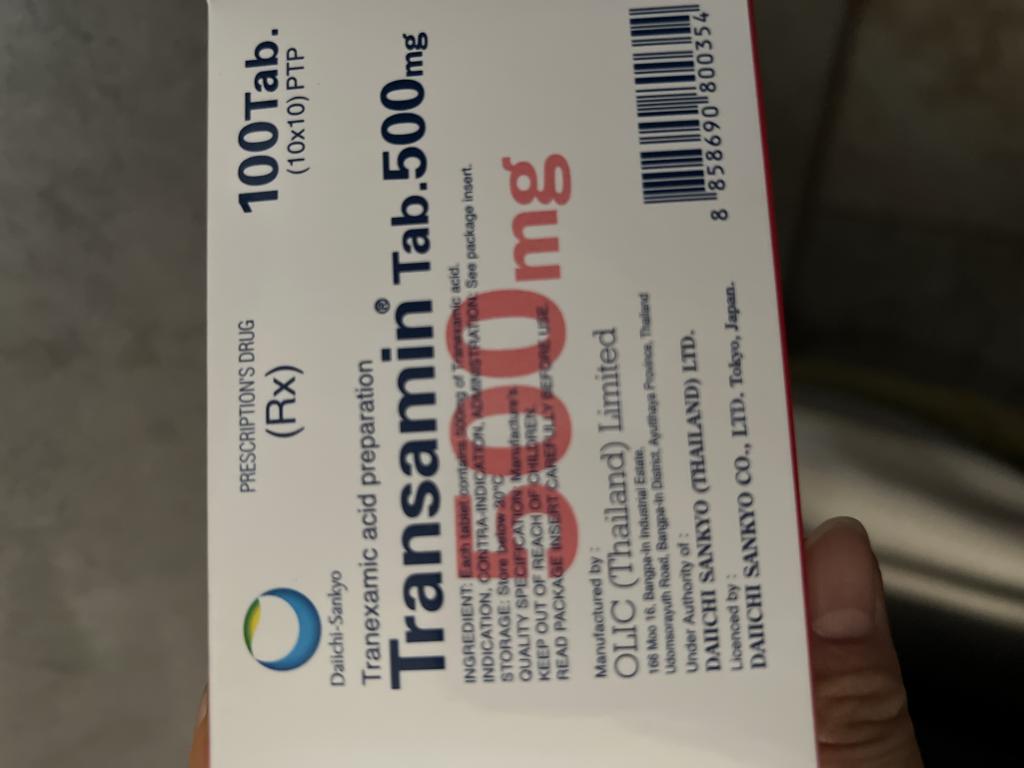 PRESCRIPTION'S DRUG
(Rx)
100Tab.
(10x10) PTP
Daiichi-Sankyo
Tranexamic acid preparation
Transamin® Tab.500mg
500mg
INGREDIENT: Each tablet contains 500mg of Tranexamic acid.
INDICATION, CONTRA-INDICATION, ADMINISTRATION: See package insert.
STORAGE: Store below 30°C
QUALITY SPECIFICATION: Manufacture's
KEEP OUT OF REACH OF CHILDREN.
READ PACKAGE INSERT CAREFULLY BEFORE USE.
Manufactured by :
OLIC (Thailand) Limited
166 Moo 16, Bangpa-in Industrial Estate,
Udomsorayuth Road, Bangpa-in District, Ayutthaya Province, Thailand
Under Authority of :
DAIICHI SANKYO (THAILAND) LTD.
Licenced by :
DAIICHI SANKYO CO., LTD. Tokyo, Japan.
8 858690 800354